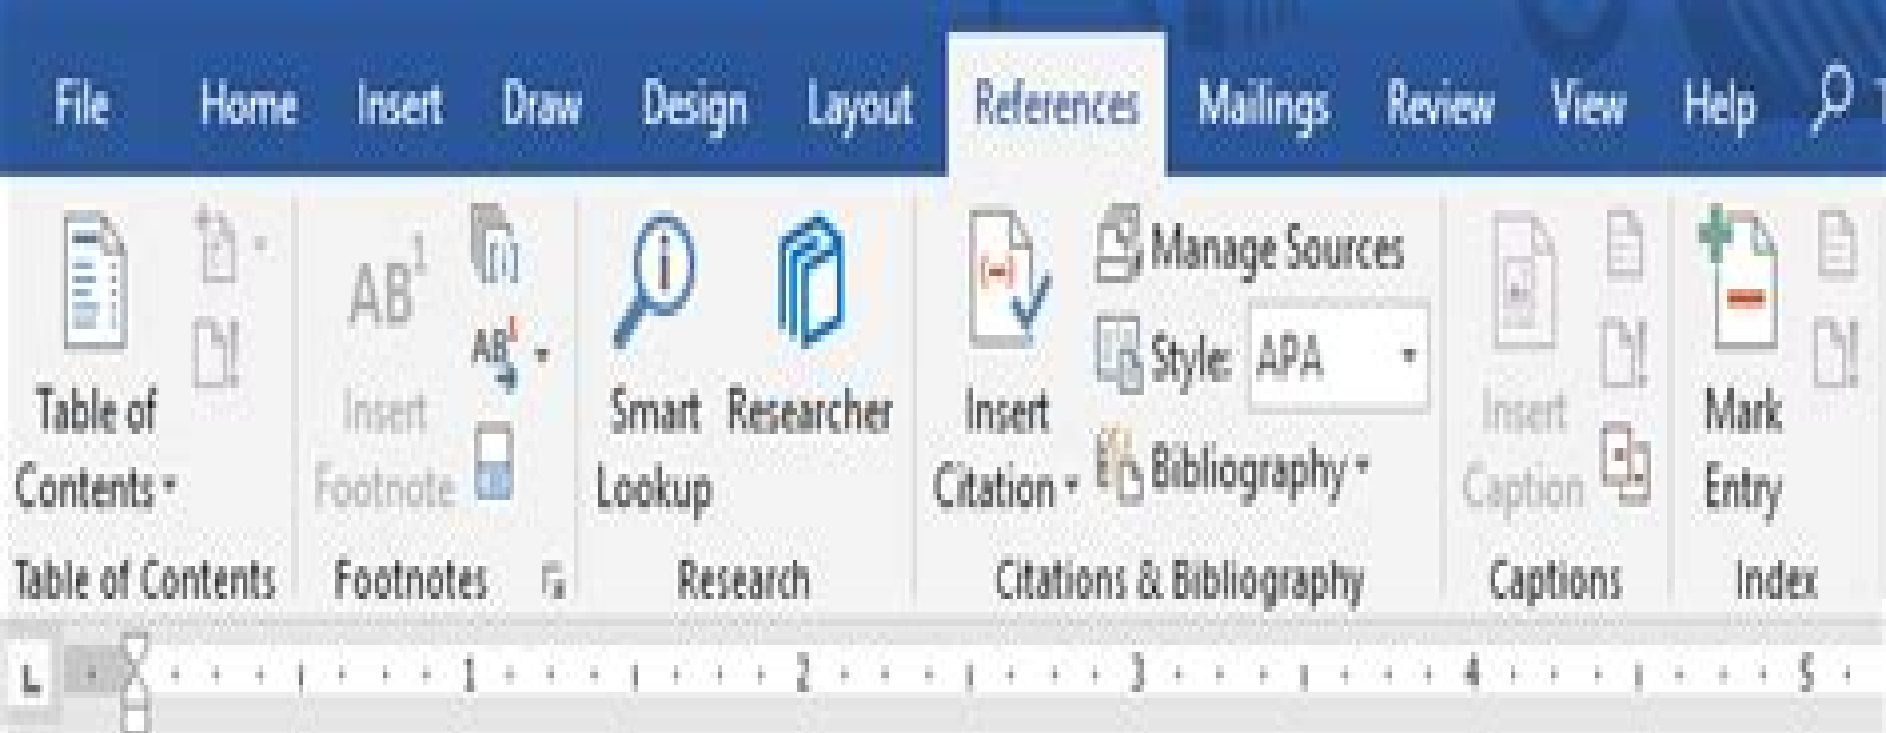 File Home Insert Draw Design Layout References Mailings Review View Help
Table of Contents
AB1 Insert Footnote
AB1
Smart Lookup
Researcher
Insert Citation
Manage Sources
Style: APA
Bibliography
Insert Caption
Mark Entry
Table of Contents Footnotes Research Citations & Bibliography Captions Index
L 1 2 3 4 5